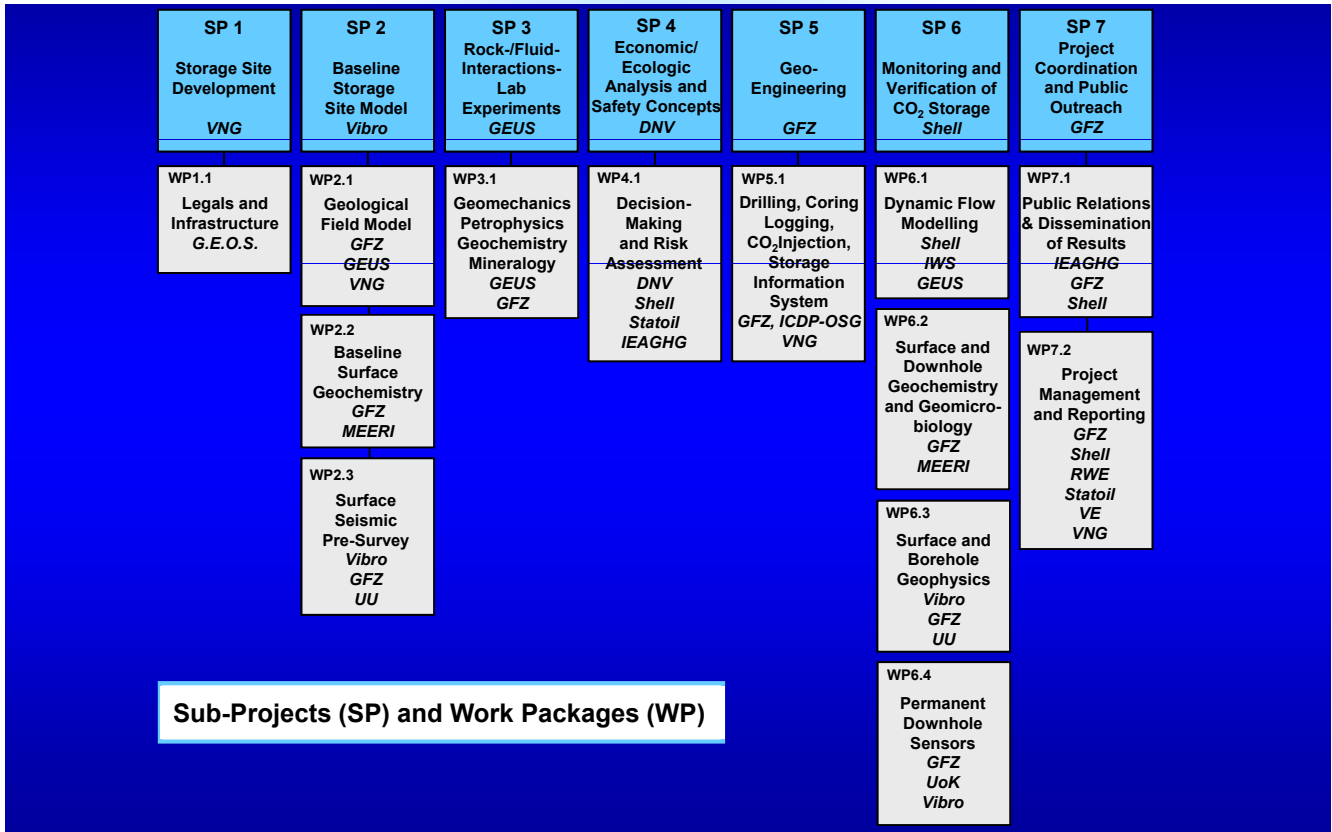 SP 1
Storage Site
Development
VNG
WP1.1
Legals and
Infrastructure
G.E.O.S.
SP 2
Baseline
Storage
Site Model
Vibro
WP2.1
Geological
Field Model
GFZ
GEUS
VNG
WP2.2
Baseline
Surface
Geochemistry
GFZ
MEERI
WP2.3
Surface
Seismic
Pre-Survey
Vibro
GFZ
UU
SP 3
Rock-/Fluid-
Interactions-
Lab
Experiments
GEUS
WP3.1
Geomechanics
Petrophysics
Geochemistry
Mineralogy
GEUS
GFZ
SP 4
Economic/
Ecologic
Analysis and
Safety Concepts
DNV
WP4.1
Decision-
Making
and Risk
Assessment
DNV
Shell
Statoil
IEAGHG
SP 5
Geo-
Engineering
GFZ
WP5.1
Drilling, Coring
Logging,
CO₂Injection,
Storage
Information
System
GFZ, ICDP-OSG
VNG
SP 6
Monitoring and
Verification of
CO₂ Storage
Shell
WP6.1
Dynamic Flow
Modelling
Shell
IWS
GEUS
WP6.2
Surface and
Downhole
Geochemistry
and Geomicro-
biology
GFZ
MEERI
WP6.3
Surface and
Borehole
Geophysics
Vibro
GFZ
UU
WP6.4
Permanent
Downhole
Sensors
GFZ
UoK
Vibro
SP 7
Project
Coordination
and Public
Outreach
GFZ
WP7.1
Public Relations
& Dissemination
of Results
IEAGHG
GFZ
Shell
WP7.2
Project
Management
and Reporting
GFZ
Shell
RWE
Statoil
VE
VNG
Sub-Projects (SP) and Work Packages (WP)